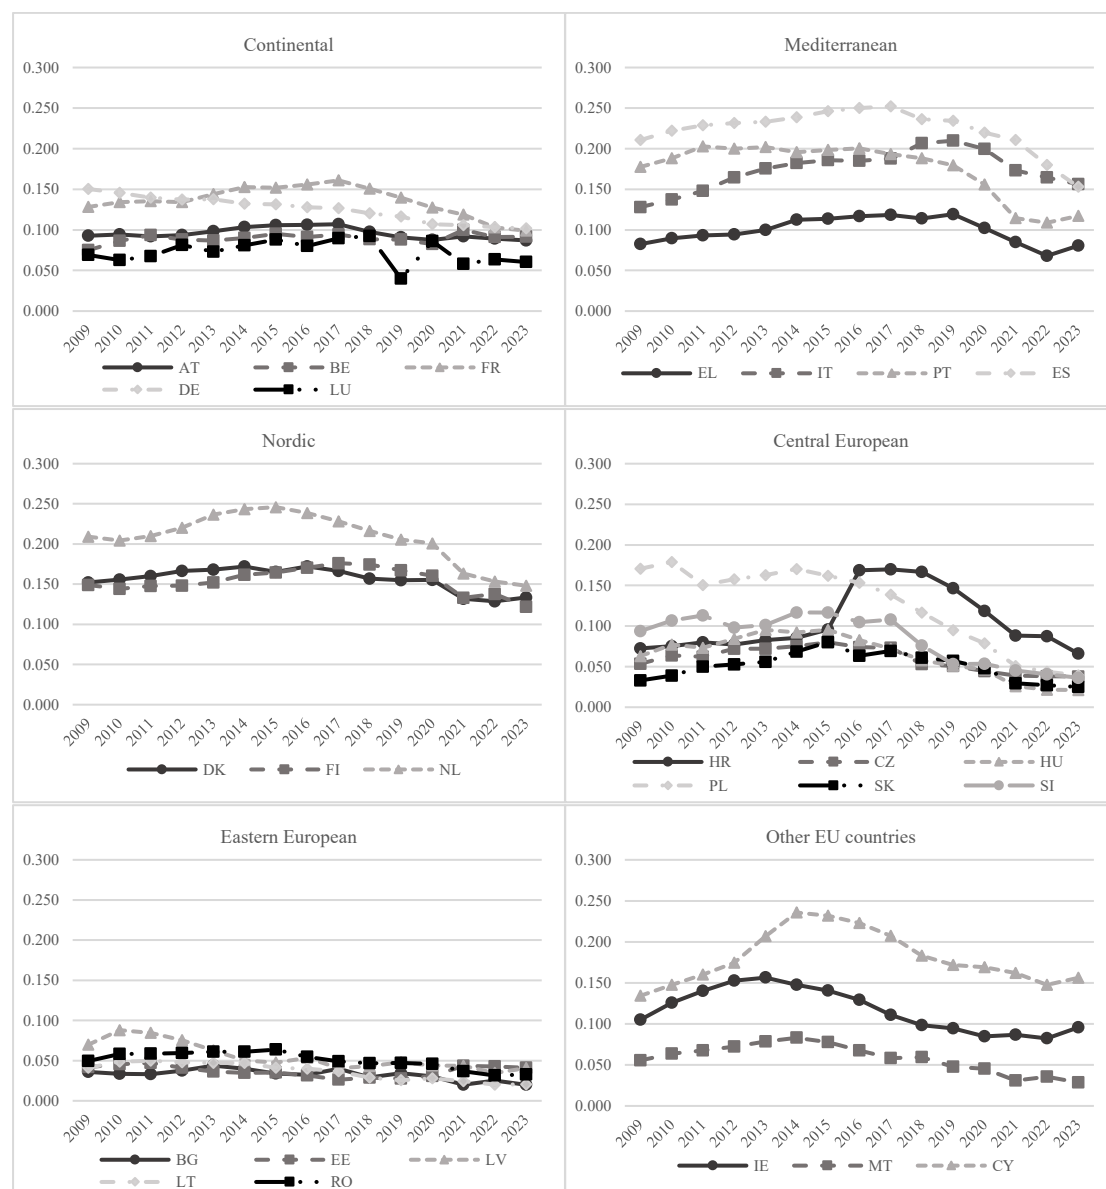 Continental
0.300
0.250
0.200
0.150
0.100
0.050
0.000
2009 2010 2011 2012 2013 2014 2015 2016 2017 2018 2019 2020 2021 2022 2023
AT BE FR
DE LU
Mediterranean
0.300
0.250
0.200
0.150
0.100
0.050
0.000
2009 2010 2011 2012 2013 2014 2015 2016 2017 2018 2019 2020 2021 2022 2023
EL IT PT ES
Nordic
0.300
0.250
0.200
0.150
0.100
0.050
0.000
2009 2010 2011 2012 2013 2014 2015 2016 2017 2018 2019 2020 2021 2022 2023
DK FI NL
Central European
0.300
0.250
0.200
0.150
0.100
0.050
0.000
2009 2010 2011 2012 2013 2014 2015 2016 2017 2018 2019 2020 2021 2022 2023
HR CZ HU
PL SK SI
Eastern European
0.300
0.250
0.200
0.150
0.100
0.050
0.000
2009 2010 2011 2012 2013 2014 2015 2016 2017 2018 2019 2020 2021 2022 2023
BG EE LV
LT RO
Other EU countries
0.300
0.250
0.200
0.150
0.100
0.050
0.000
2009 2010 2011 2012 2013 2014 2015 2016 2017 2018 2019 2020 2021 2022 2023
IE MT CY